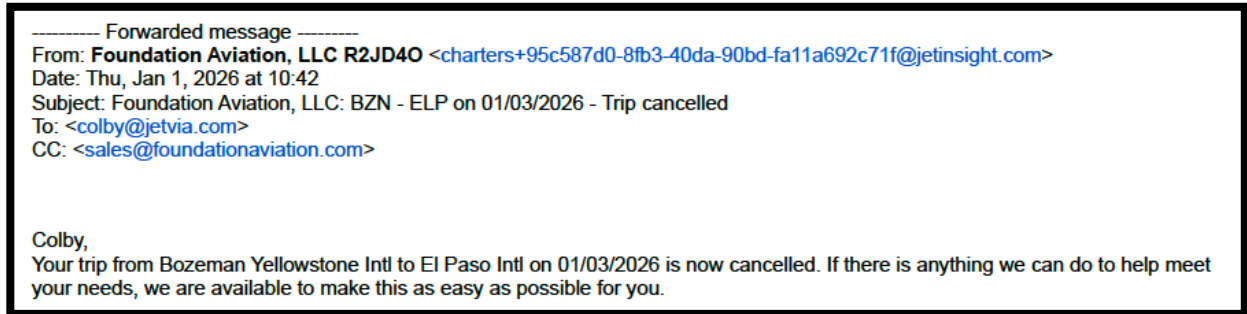 ---------- Forwarded message ---------
From: Foundation Aviation, LLC R2JD4O <charters+95c587d0-8fb3-40da-90bd-fa11a692c71f@jetinsight.com>
Date: Thu, Jan 1, 2026 at 10:42
Subject: Foundation Aviation, LLC: BZN - ELP on 01/03/2026 - Trip cancelled
To: <colby@jetvia.com>
CC: <sales@foundationaviation.com>
Colby,
Your trip from Bozeman Yellowstone Intl to El Paso Intl on 01/03/2026 is now cancelled. If there is anything we can do to help meet
your needs, we are available to make this as easy as possible for you.